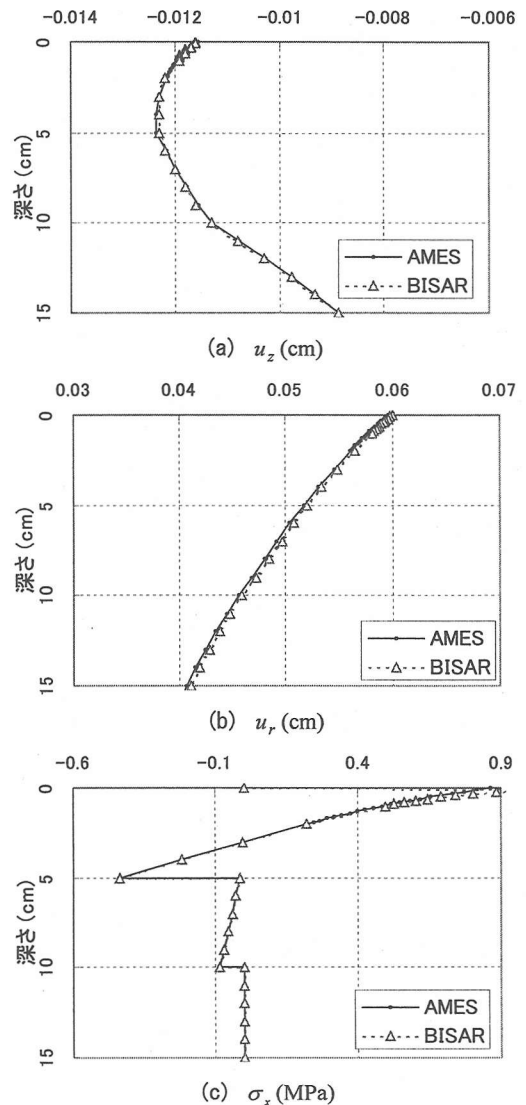 -0.014 -0.012 -0.01 -0.008 -0.006
0
5
10
15
深さ(cm)
AMES
BISAR
(a) u_z (cm)
0.03 0.04 0.05 0.06 0.07
0
5
10
15
深さ(cm)
AMES
BISAR
(b) u_r (cm)
-0.6 -0.1 0.4 0.9
0
5
10
15
深さ(cm)
AMES
BISAR
(c) σ_x (MPa)